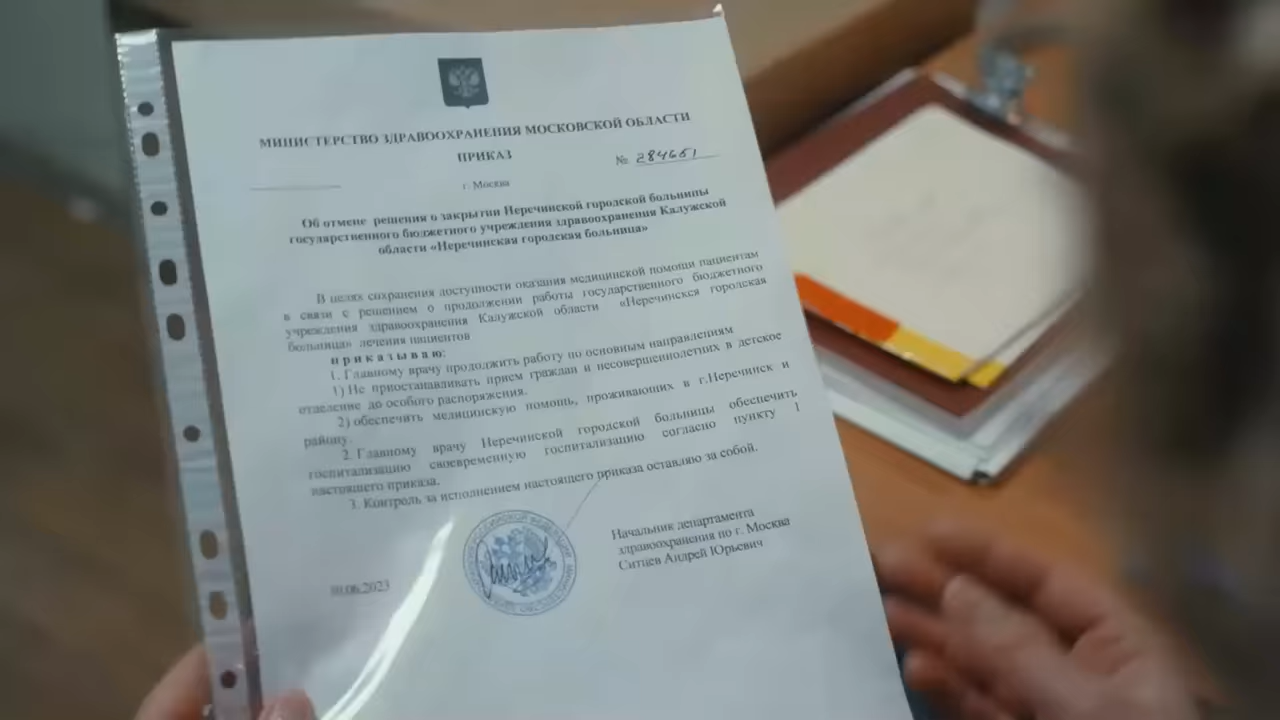 МИНИСТЕРСТВО ЗДРАВООХРАНЕНИЯ МОСКОВСКОЙ ОБЛАСТИ
ПРИКАЗ
№ 284651
г. Москва
Об отмене решения о закрытии Неречинской городской больницы
государственного бюджетного учреждения здравоохранения Калужской
области «Неречинская городская больница»
В целях сохранения доступности оказания медицинской помощи пациентам
в связи с решением о продолжении работы государственного бюджетного
учреждения здравоохранения Калужской области «Неречинскся городская
больница» лечения пациентов
приказываю:
1. Главному врачу продолжить работу по основным направлениям
1) Не приостанавливать прием граждан и несовершеннолетних в детское
отделение до особого распоряжения.
2) обеспечить медицинскую помощь, проживающих в г.Неречинск и
району.
2. Главному врачу Неречинской городской больницы обеспечить
госпитализацию своевременную госпитализацию согласно пункту 1
настоящего приказа.
3. Контроль за исполнением настоящего приказа оставляю за собой.
Начальник департамента
здравоохранения по г. Москва
Ситцев Андрей Юрьевич
10.06.2023